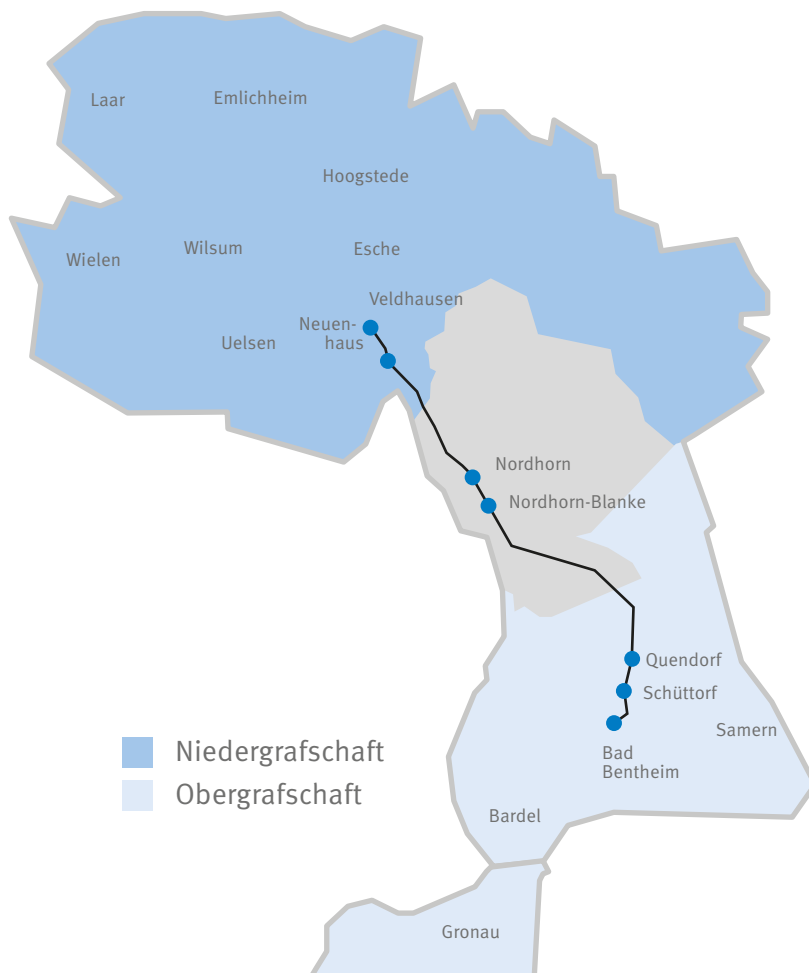 Laar
Emlichheim
Hoogstede
Wielen
Wilsum
Esche
Veldhausen
Neuen-
haus
Uelsen
Nordhorn
Nordhorn-Blanke
Quendorf
Schüttorf
Samern
Bad
Bentheim
Niedergrafschaft
Obergrafschaft
Bardel
Gronau